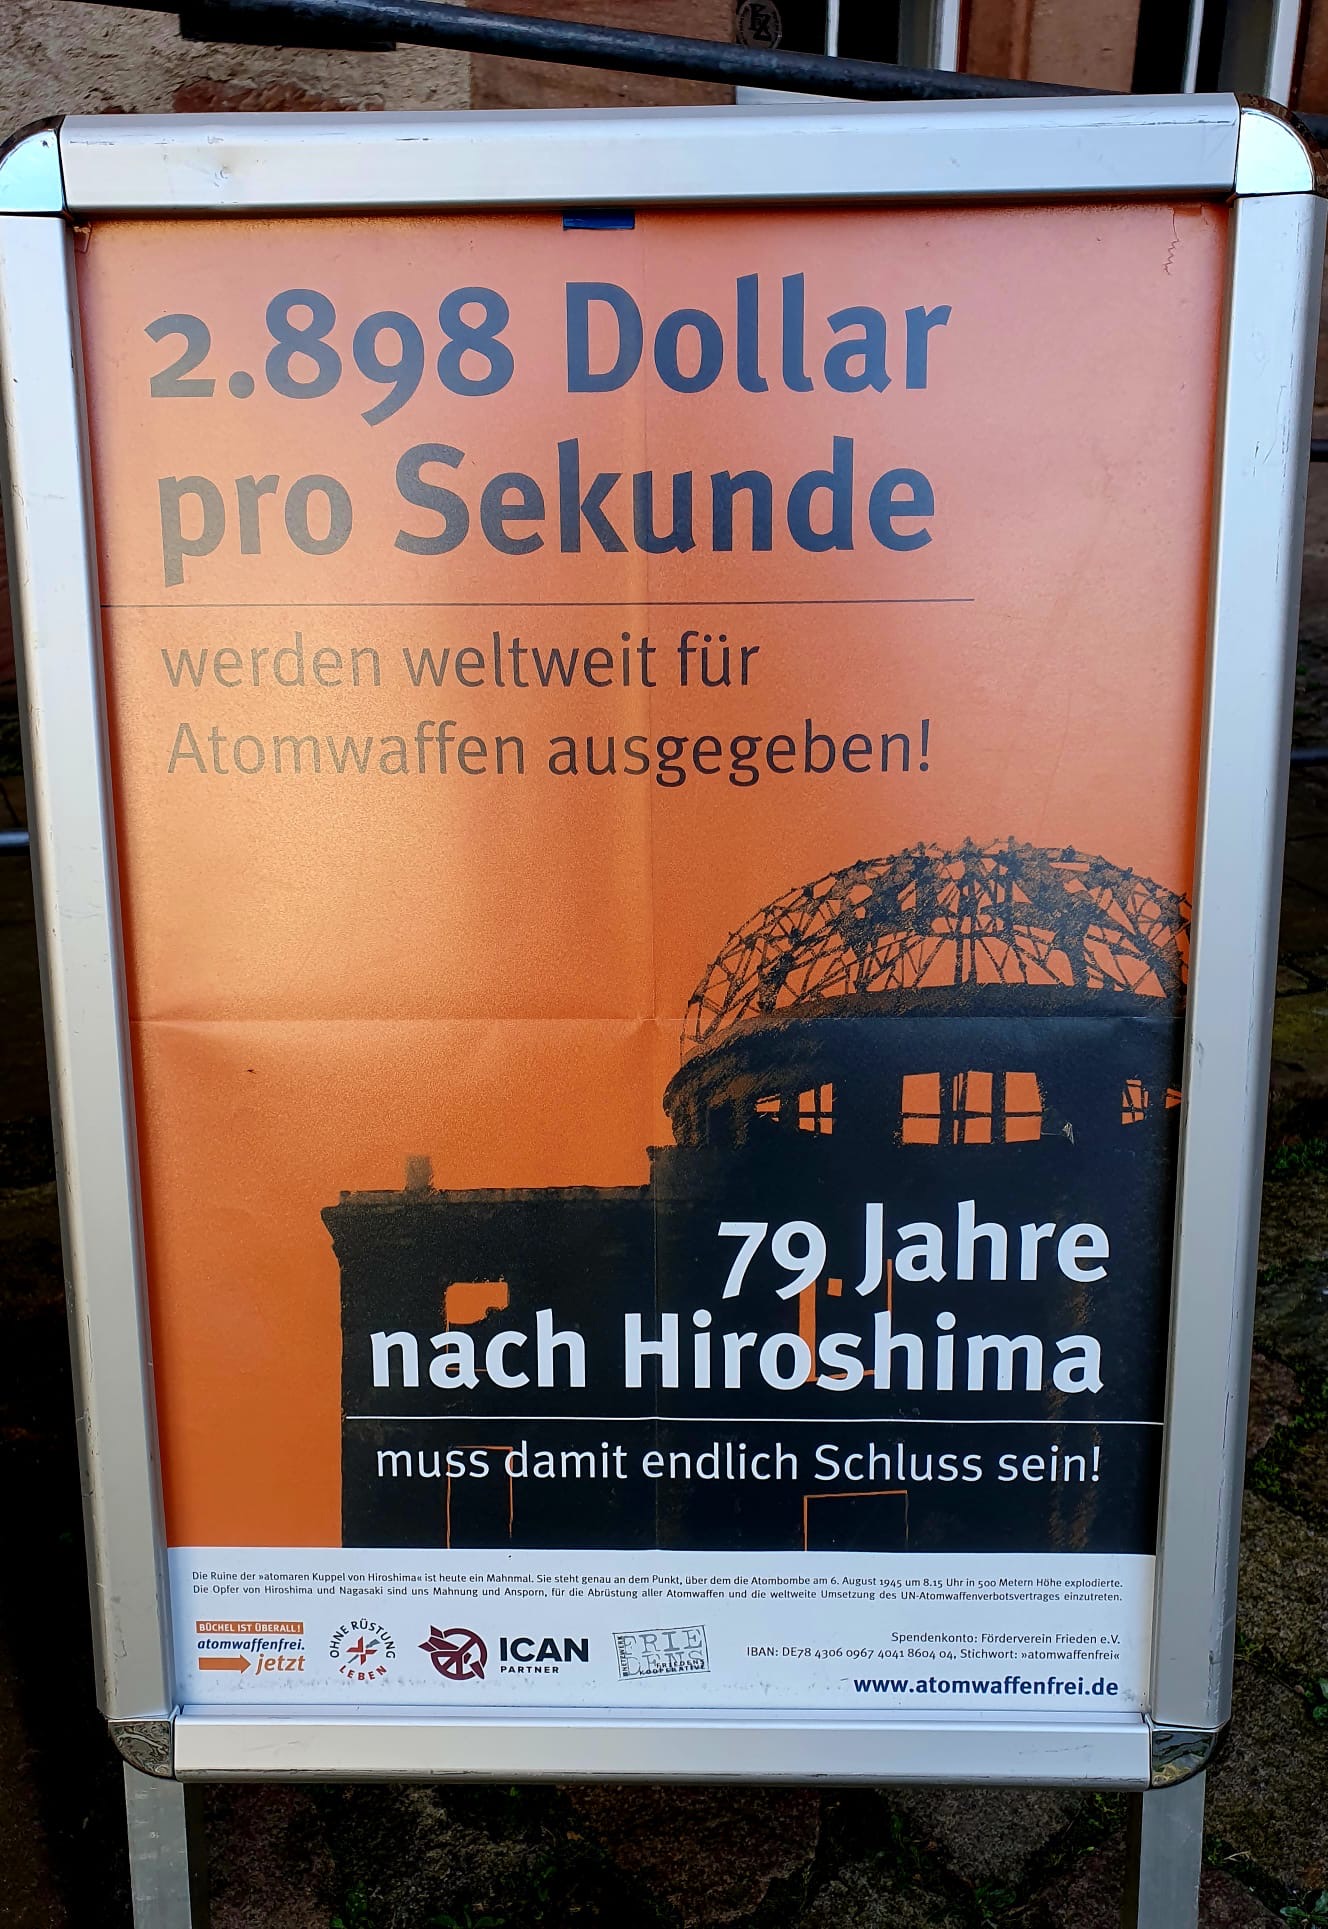 2.898 Dollar
pro Sekunde
werden weltweit für
Atomwaffen ausgegeben!
79 Jahre
nach Hiroshima
muss damit endlich Schluss sein!
Die Ruine der »atomaren Kuppel von Hiroshima« ist heute ein Mahnmal. Sie steht genau an dem Punkt, über dem die Atombombe am 6. August 1945 um 8.15 Uhr in 500 Metern Höhe explodierte.
Die Opfer von Hiroshima und Nagasaki sind uns Mahnung und Ansporn, für die Abrüstung aller Atomwaffen und die weltweite Umsetzung des UN-Atomwaffenverbotsvertrages einzutreten.
BÜCHEL IST ÜBERALL!
atomwaffenfrei.
jetzt
OHNE RÜSTUNG
LEBEN
ICAN
PARTNER
NETZWERK
FRIEDENS
KOOPERATIVE
Spendenkonto: Förderverein Frieden e.V.
IBAN: DE78 4306 0967 4041 8604 04, Stichwort: »atomwaffenfrei«
www.atomwaffenfrei.de